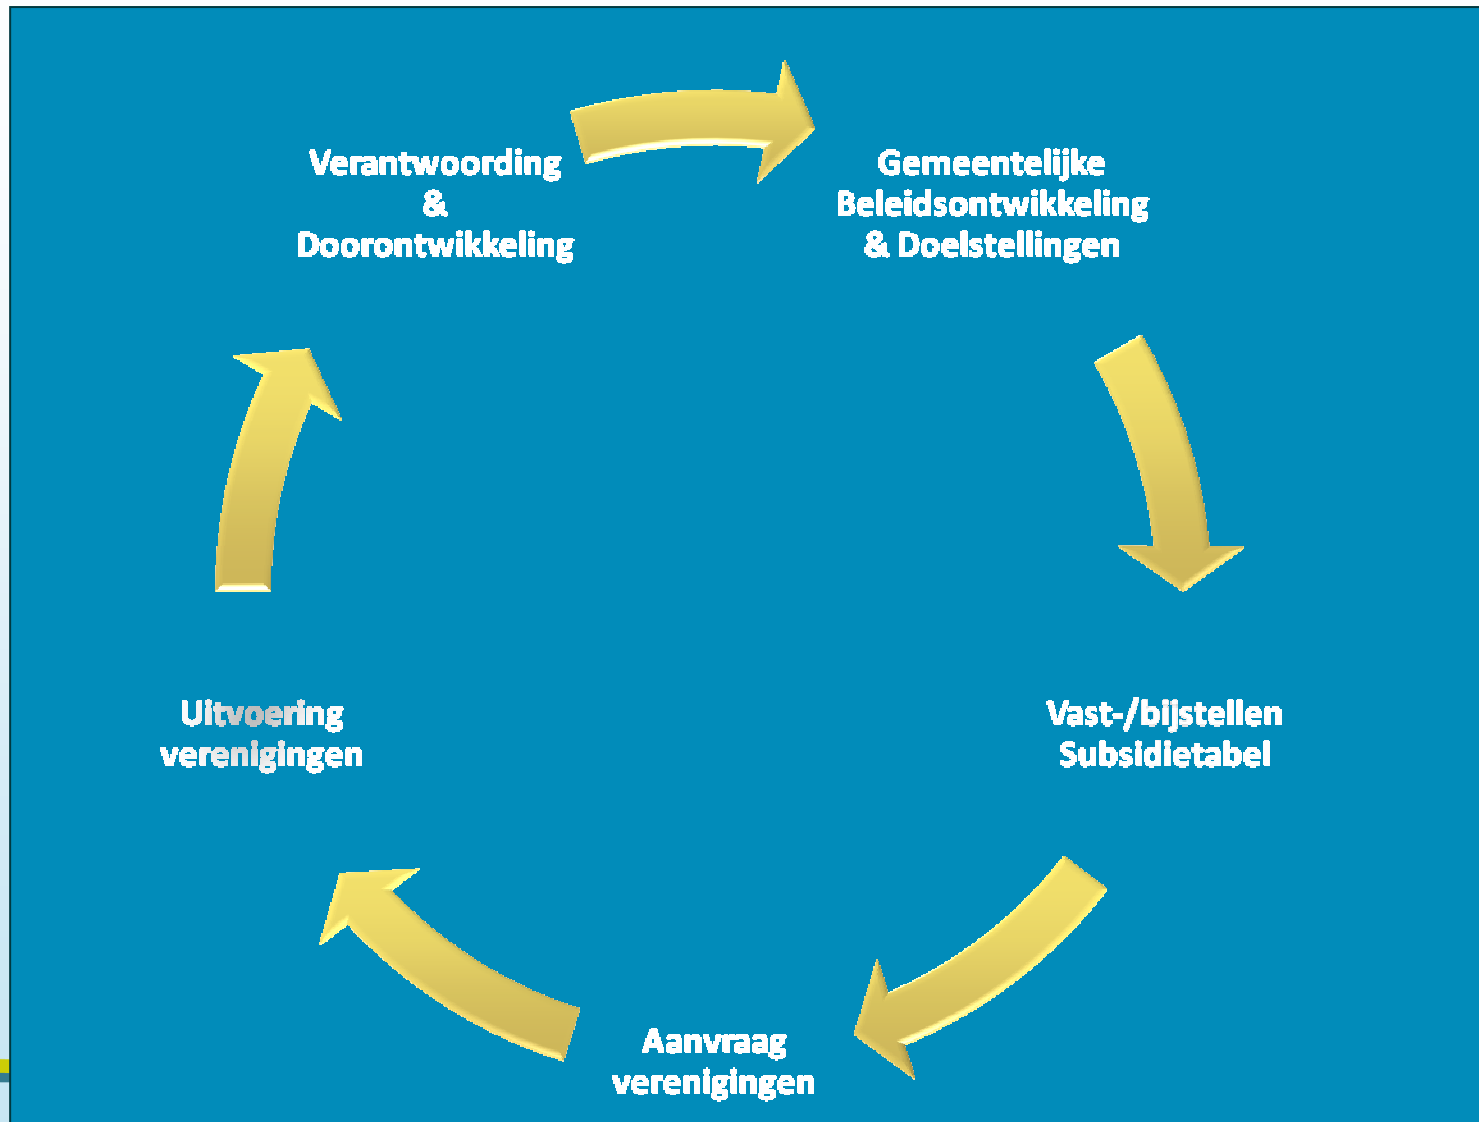 Verantwoording
&
Doorontwikkeling
Gemeentelijke
Beleidsontwikkeling
& Doelstellingen
Vast-/bijstellen
Subsidietabel
Aanvraag
verenigingen
Uitvoering
verenigingen